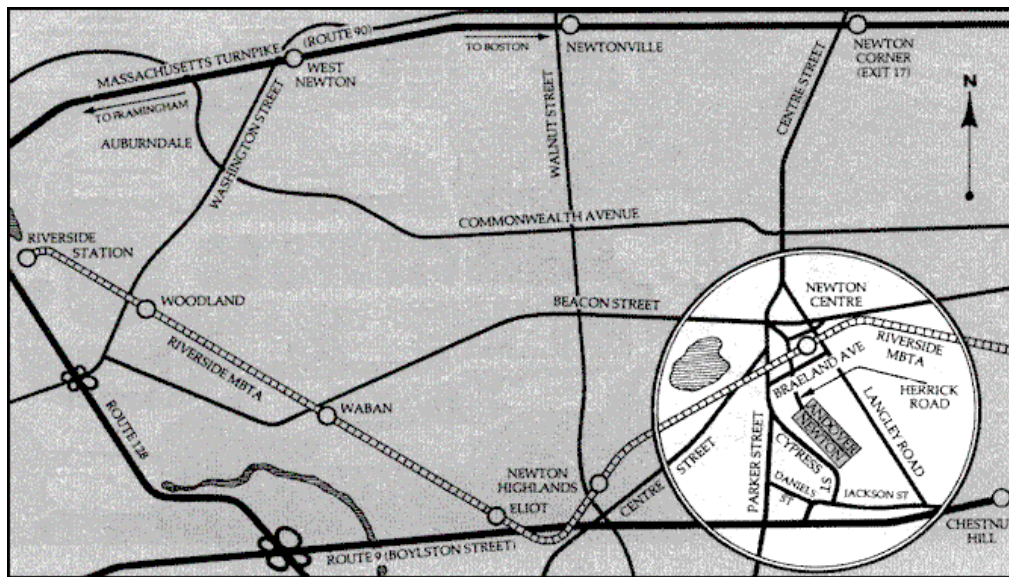 MASSACHUSETTS TURNPIKE
(ROUTE 90)
TO BOSTON
NEWTONVILLE
NEWTON
CORNER
(EXIT 17)
WEST
NEWTON
TO FRAMINGHAM
AUBURNDALE
WASHINGTON STREET
WALNUT STREET
CENTRE STREET
N
COMMONWEALTH AVENUE
RIVERSIDE
STATION
WOODLAND
BEACON STREET
NEWTON
CENTRE
RIVERSIDE MBTA
RIVERSIDE
MBTA
BRAELAND AVE
HERRICK
ROAD
LANGLEY ROAD
ANDOVER
NEWTON
WABAN
ROUTE 128
CYPRESS
ST
PARKER STREET
DANIELS
ST
JACKSON ST
NEWTON
HIGHLANDS
CENTRE
STREET
ELIOT
CHESTNUT
HILL
ROUTE 9 (BOYLSTON STREET)